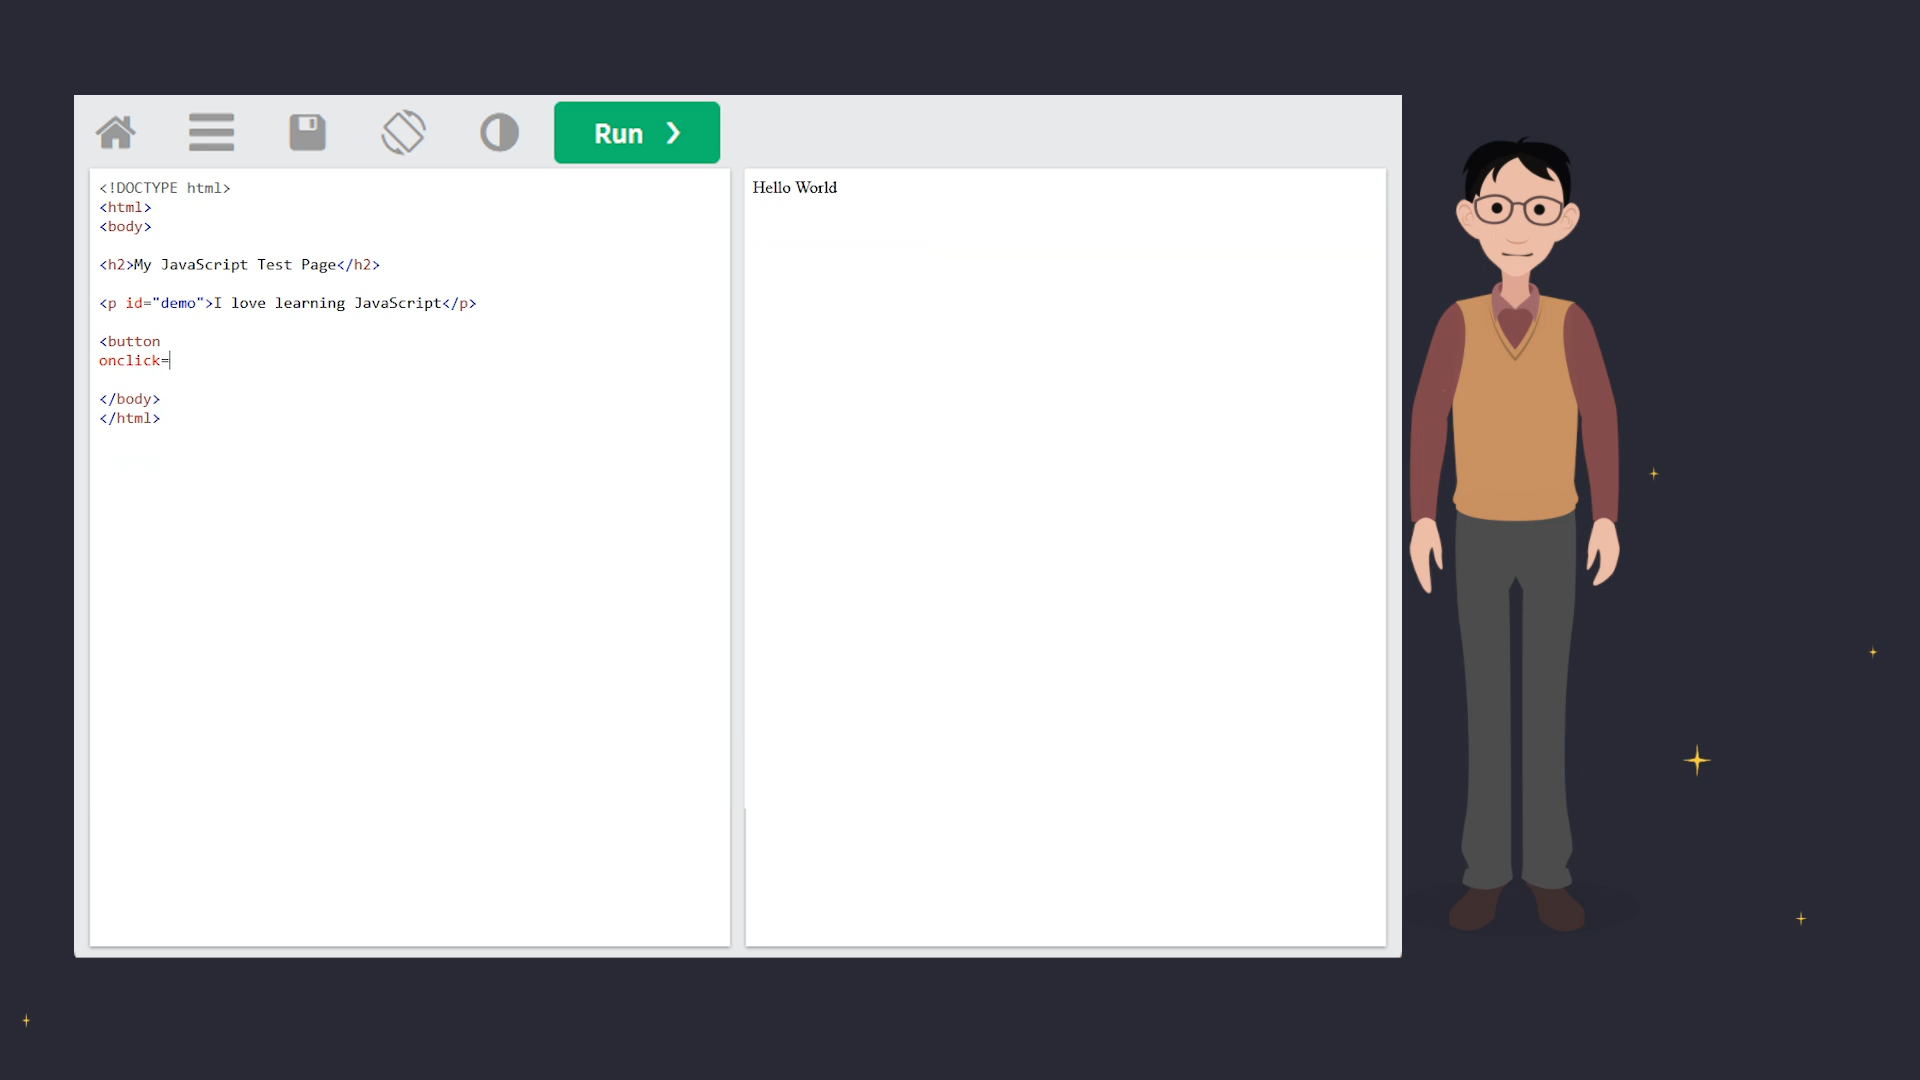 Run
<!DOCTYPE html>
<html>
<body>
<h2>My JavaScript Test Page</h2>
<p id="demo">I love learning JavaScript</p>
<button
onclick=
</body>
</html>
Hello World